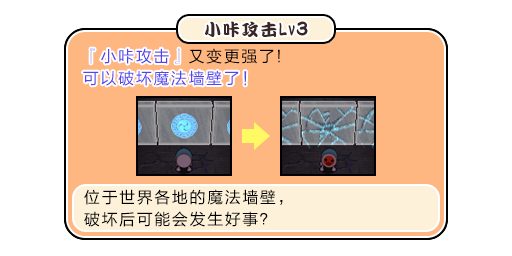 小咔攻击Lv3
『小咔攻击』又变更强了!
可以破坏魔法墙壁了!
位于世界各地的魔法墙壁，
破坏后可能会发生好事?